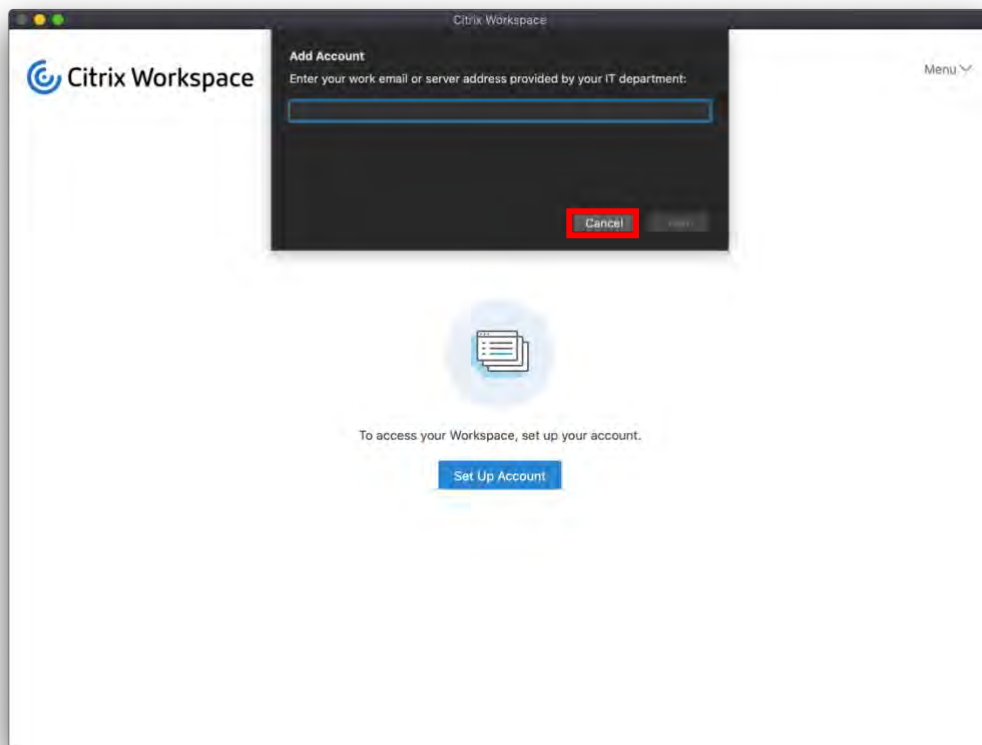 Citrix Workspace
Add Account
Enter your work email or server address provided by your IT department:
Citrix Workspace
Menu
Cancel
To access your Workspace, set up your account.
Set Up Account